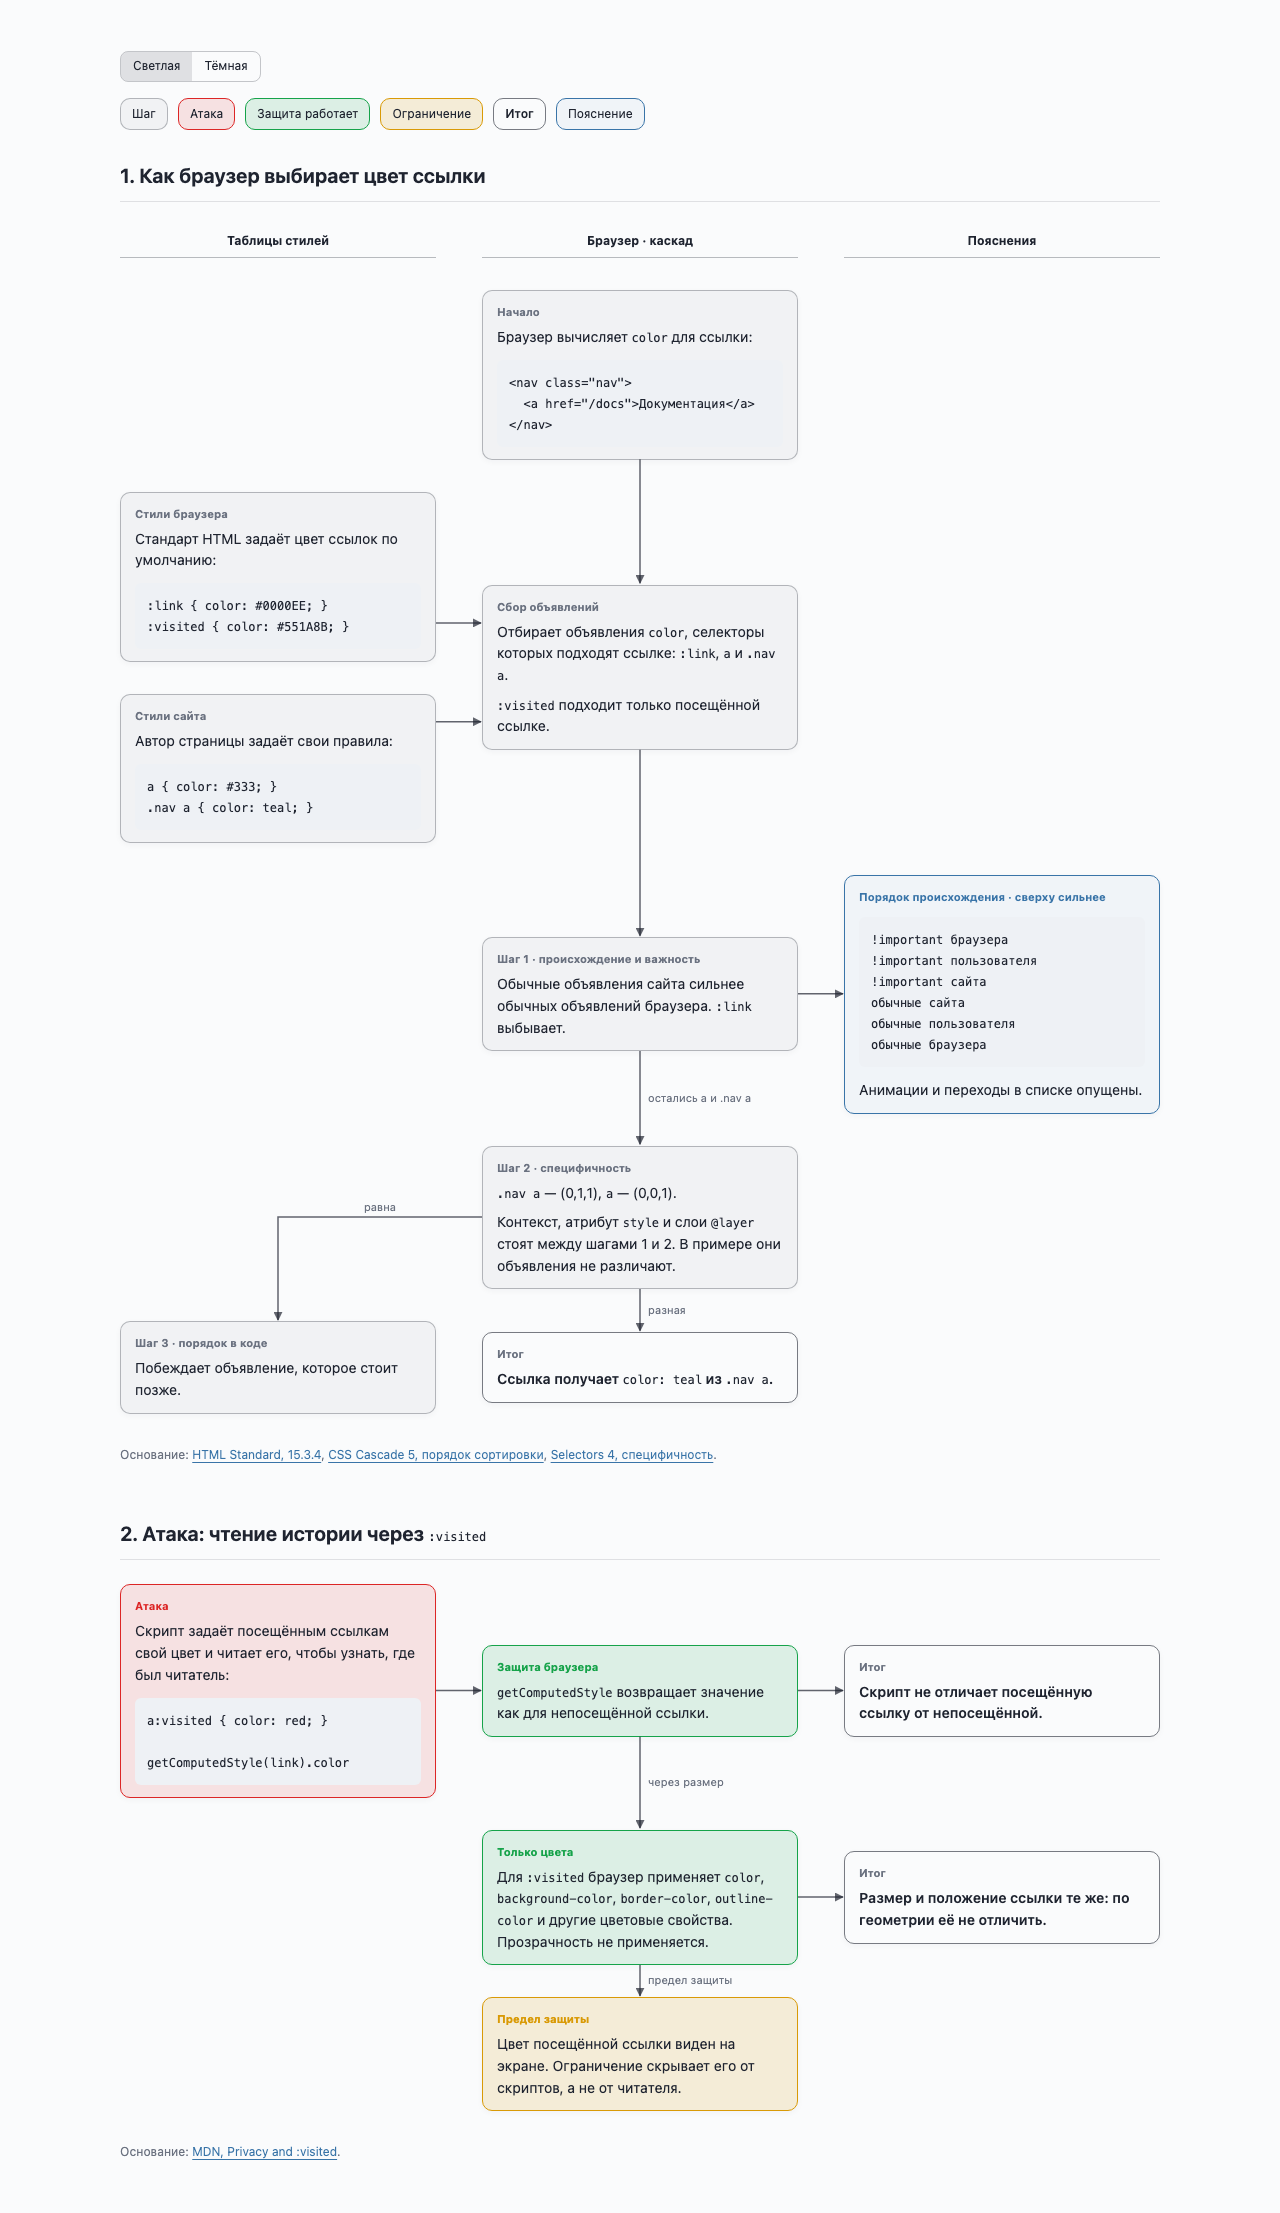 Светлая Тёмная
Шаг Атака Защита работает Ограничение Итог Пояснение
1. Как браузер выбирает цвет ссылки
Таблицы стилей Браузер · каскад Пояснения
Начало
Браузер вычисляет color для ссылки:
<nav class="nav">
<a href="/docs">Документация</a>
</nav>
Стили браузера
Стандарт HTML задаёт цвет ссылок по
умолчанию:
:link { color: #0000EE; }
:visited { color: #551A8B; }
Сбор объявлений
Отбирает объявления color, селекторы
которых подходят ссылке: :link, a и .nav
a.
:visited подходит только посещённой
ссылке.
Стили сайта
Автор страницы задаёт свои правила:
a { color: #333; }
.nav a { color: teal; }
Шаг 1 · происхождение и важность
Обычные объявления сайта сильнее
обычных объявлений браузера. :link
выбывает.
Порядок происхождения · сверху сильнее
!important браузера
!important пользователя
!important сайта
обычные сайта
обычные пользователя
обычные браузера
Анимации и переходы в списке опущены.
остались a и .nav a
Шаг 2 · специфичность
.nav a — (0,1,1), a — (0,0,1).
Контекст, атрибут style и слои @layer
стоят между шагами 1 и 2. В примере они
объявления не различают.
равна
разная
Шаг 3 · порядок в коде
Побеждает объявление, которое стоит
позже.
Итог
Ссылка получает color: teal из .nav a.
Основание: HTML Standard, 15.3.4, CSS Cascade 5, порядок сортировки, Selectors 4, специфичность.
2. Атака: чтение истории через :visited
Атака
Скрипт задаёт посещённым ссылкам
свой цвет и читает его, чтобы узнать, где
был читатель:
a:visited { color: red; }
getComputedStyle(link).color
Защита браузера
getComputedStyle возвращает значение
как для непосещённой ссылки.
Итог
Скрипт не отличает посещённую
ссылку от непосещённой.
через размер
Только цвета
Для :visited браузер применяет color,
background-color, border-color, outline-
color и другие цветовые свойства.
Прозрачность не применяется.
Итог
Размер и положение ссылки те же: по
геометрии её не отличить.
предел защиты
Предел защиты
Цвет посещённой ссылки виден на
экране. Ограничение скрывает его от
скриптов, а не от читателя.
Основание: MDN, Privacy and :visited.